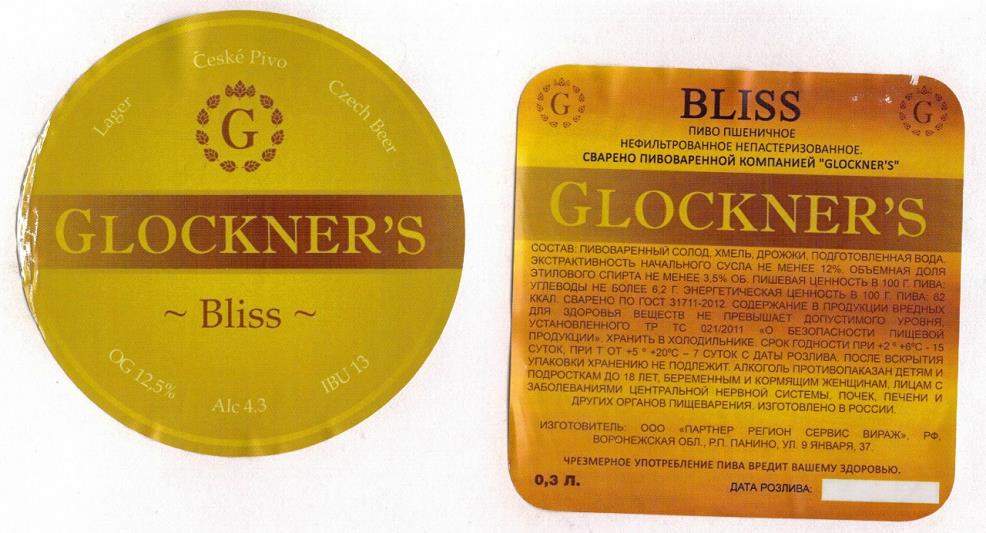 České Pivo
Lager
Czech Beer
G
GLOCKNER'S
~ Bliss ~
OG 12,5%
Alc 4.3
IBU 13
G
BLISS
G
ПИВО ПШЕНИЧНОЕ
НЕФИЛЬТРОВАННОЕ НЕПАСТЕРИЗОВАННОЕ.
СВАРЕНО ПИВОВАРЕННОЙ КОМПАНИЕЙ "GLOCKNER'S"
GLOCKNER'S
СОСТАВ: ПИВОВАРЕННЫЙ СОЛОД, ХМЕЛЬ, ДРОЖЖИ, ПОДГОТОВЛЕННАЯ ВОДА.
ЭКСТРАКТИВНОСТЬ НАЧАЛЬНОГО СУСЛА НЕ МЕНЕЕ 12%. ОБЪЕМНАЯ ДОЛЯ
ЭТИЛОВОГО СПИРТА НЕ МЕНЕЕ 3,5% ОБ. ПИЩЕВАЯ ЦЕННОСТЬ В 100 Г. ПИВА:
УГЛЕВОДЫ НЕ БОЛЕЕ 6,2 Г. ЭНЕРГЕТИЧЕСКАЯ ЦЕННОСТЬ В 100 Г. ПИВА: 62
ККАЛ. СВАРЕНО ПО ГОСТ 31711-2012. СОДЕРЖАНИЕ В ПРОДУКЦИИ ВРЕДНЫХ
ДЛЯ ЗДОРОВЬЯ ВЕЩЕСТВ НЕ ПРЕВЫШАЕТ ДОПУСТИМОГО УРОВНЯ,
УСТАНОВЛЕННОГО ТР ТС 021/2011 «О БЕЗОПАСНОСТИ ПИЩЕВОЙ
ПРОДУКЦИИ». ХРАНИТЬ В ХОЛОДИЛЬНИКЕ. СРОК ГОДНОСТИ ПРИ +2 º +6ºС - 15
СУТОК, ПРИ Т ОТ +5 º +20ºС – 7 СУТОК С ДАТЫ РОЗЛИВА. ПОСЛЕ ВСКРЫТИЯ
УПАКОВКИ ХРАНЕНИЮ НЕ ПОДЛЕЖИТ. АЛКОГОЛЬ ПРОТИВОПАКАЗАН ДЕТЯМ И
ПОДРОСТКАМ ДО 18 ЛЕТ, БЕРЕМЕННЫМ И КОРМЯЩИМ ЖЕНЩИНАМ, ЛИЦАМ С
ЗАБОЛЕВАНИЯМИ ЦЕНТРАЛЬНОЙ НЕРВНОЙ СИСТЕМЫ, ПОЧЕК, ПЕЧЕНИ И
ДРУГИХ ОРГАНОВ ПИЩЕВАРЕНИЯ. ИЗГОТОВЛЕНО В РОССИИ.
ИЗГОТОВИТЕЛЬ: ООО «ПАРТНЕР РЕГИОН СЕРВИС ВИРАЖ», РФ,
ВОРОНЕЖСКАЯ ОБЛ., Р.П. ПАНИНО, УЛ. 9 ЯНВАРЯ, 37.
ЧРЕЗМЕРНОЕ УПОТРЕБЛЕНИЕ ПИВА ВРЕДИТ ВАШЕМУ ЗДОРОВЬЮ.
0,3 Л.
ДАТА РОЗЛИВА: